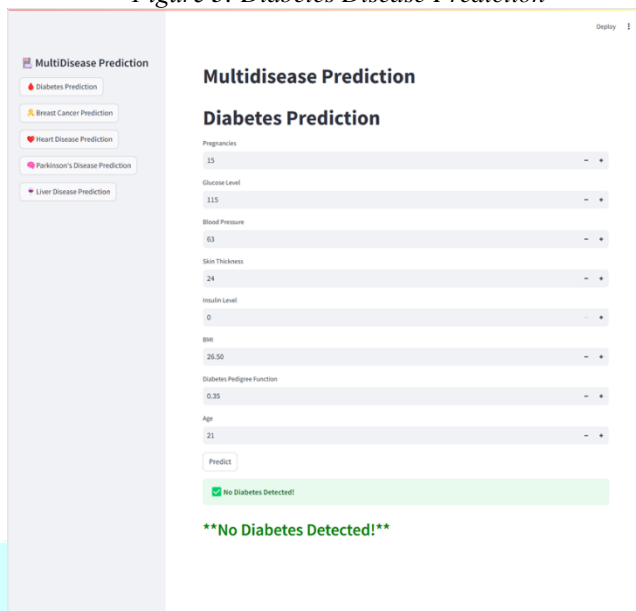 Figure 3: Diabetes Disease Prediction
Deploy
MultiDisease Prediction
Diabetes Prediction
Breast Cancer Prediction
Heart Disease Prediction
Parkinson's Disease Prediction
Liver Disease Prediction
Multidisease Prediction
Diabetes Prediction
Pregnancies
15
Glucose Level
115
Blood Pressure
63
Skin Thickness
24
Insulin Level
0
BMI
26.50
Diabetes Pedigree Function
0.35
Age
21
Predict
No Diabetes Detected!
**No Diabetes Detected!**